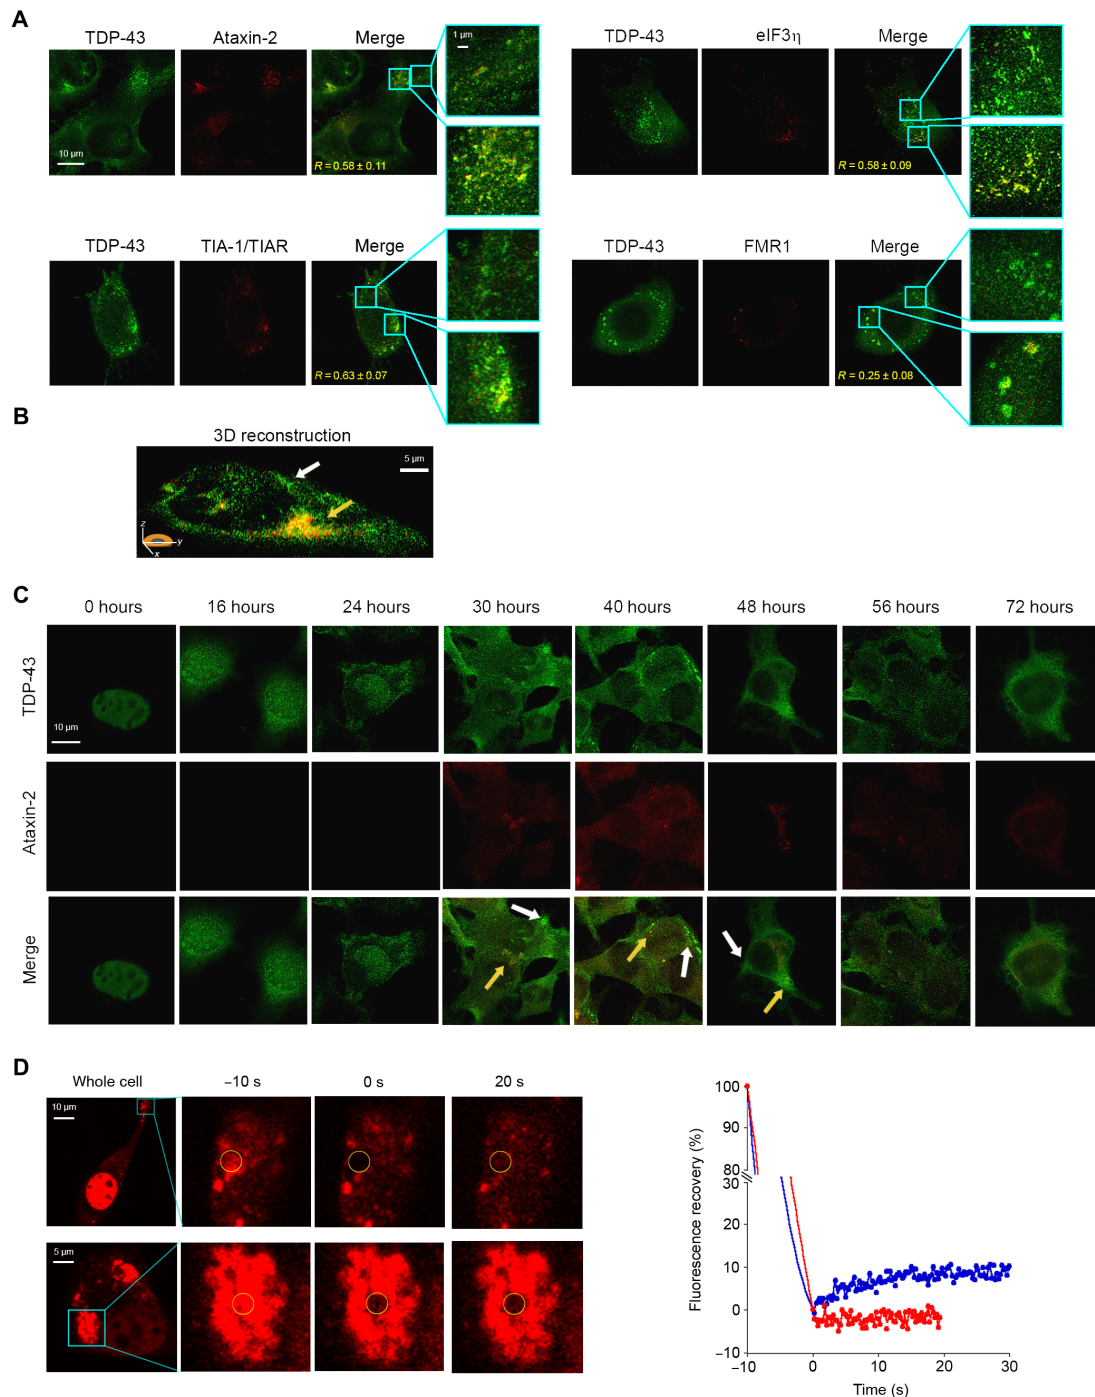 A
TDP-43 Ataxin-2 Merge
1 µm
10 µm
R = 0.58 ± 0.11
TDP-43 eIF3η Merge
R = 0.58 ± 0.09
TDP-43 TIA-1/TIAR Merge
R = 0.63 ± 0.07
TDP-43 FMR1 Merge
R = 0.25 ± 0.08
B
3D reconstruction
5 µm
z
y
x
C
0 hours 16 hours 24 hours 30 hours 40 hours 48 hours 56 hours 72 hours
TDP-43
10 µm
Ataxin-2
Merge
D
Whole cell −10 s 0 s 20 s
10 µm
5 µm
Fluorescence recovery (%)
100
90
80
30
20
10
0
−10
−10 0 10 20 30
Time (s)